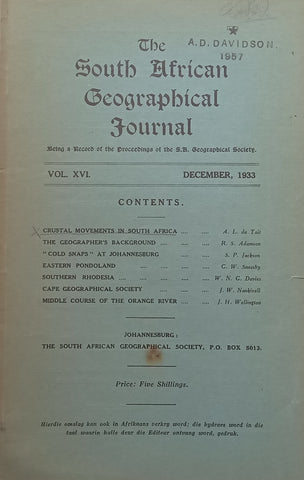 A.D. DAVIDSON.
1957
The
South African
Geographical
Journal
Being a Record of the Proceedings of the S.A. Geographical Society.
VOL. XVI. DECEMBER, 1933
CONTENTS.
CRUSTAL MOVEMENTS IN SOUTH AFRICA ... ... A. L. du Toit
THE GEOGRAPHER'S BACKGROUND ... ... ... R. S. Adamson
"COLD SNAPS" AT JOHANNESBURG ... ... S. P. Jackson
EASTERN PONDOLAND ... ... ... ... G. W.
SOUTHERN RHODESIA ... ... ... ... W. N. G. Davies
CAPE GEOGRAPHICAL SOCIETY ... ... ... J. W. Nankivell
MIDDLE COURSE OF THE ORANGE RIVER ... ... J. H. Wellington
JOHANNESBURG:
THE SOUTH AFRICAN GEOGRAPHICAL SOCIETY, P.O. BOX 5013.
Price: Five Shillings.
Hierdie omslag kan ook in Afrikaans verkry word; die bydraes word in die
taal waarin hulle deur die Editeur ontvang word, gedruk.